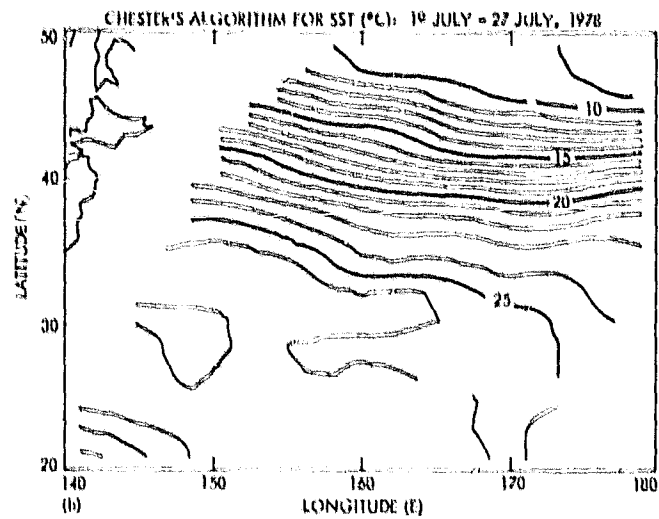 CHESTER'S ALGORITHM FOR SST (°C): 19 JULY - 27 JULY, 1978
50
10
15
40
20
LATITUDE (°N)
25
30
20
140 150 160 170 180
(b) LONGITUDE (E)